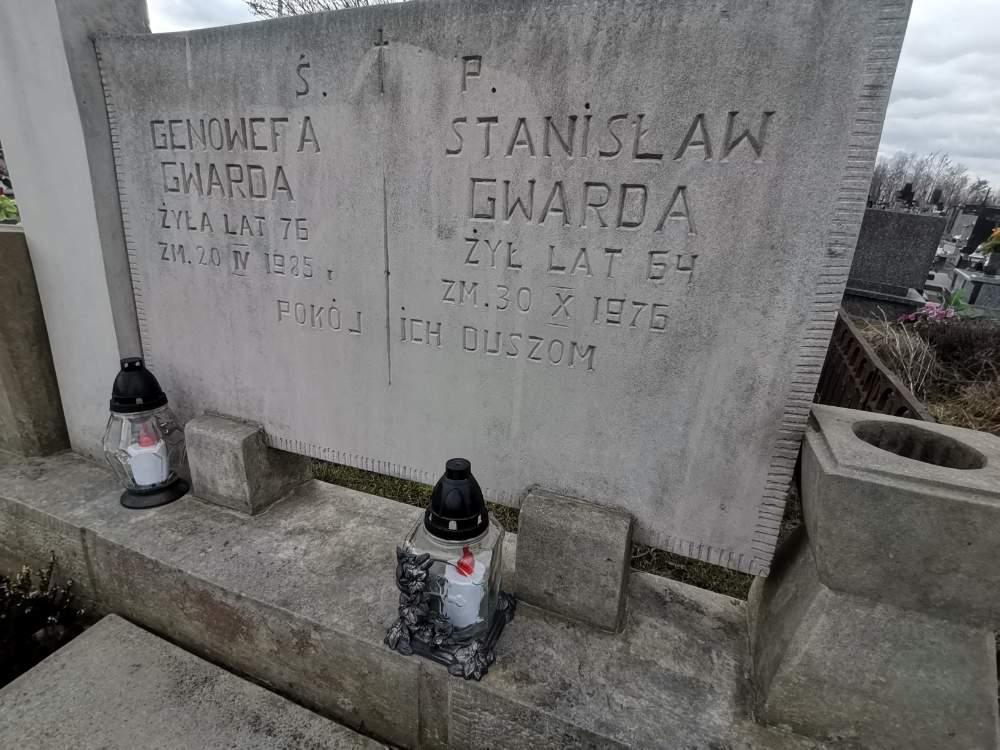 Ś. P.
GENOWEFA
GWARDA
ŻYŁA LAT 76
ZM. 20 IV 1985 r
STANISŁAW
GWARDA
ŻYŁ LAT 64
ZM. 30 X 1976
POKÓJ ICH DUSZOM